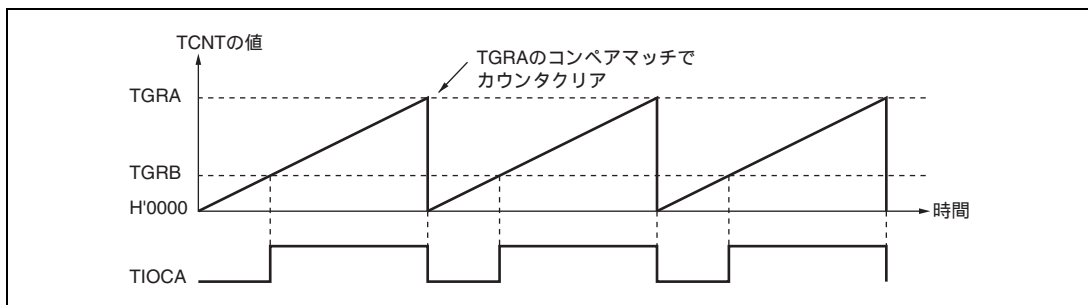 TCNTの値
TGRAのコンペアマッチで
カウンタクリア
TGRA
TGRB
H'0000
時間
TIOCA